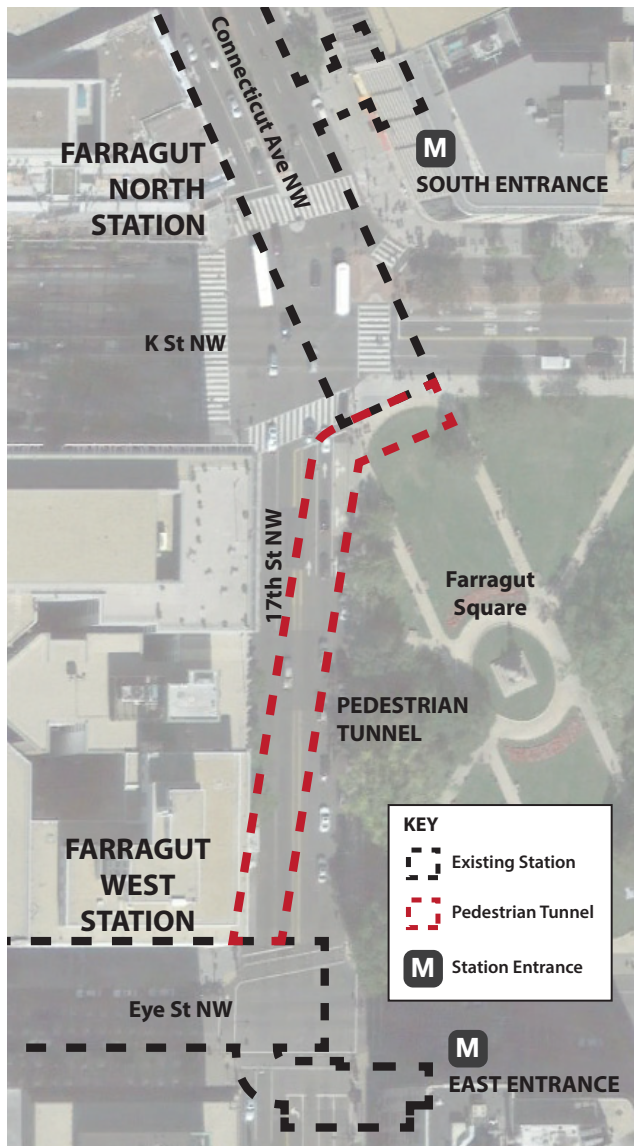 Connecticut Ave NW
FARRAGUT
NORTH
STATION
M
SOUTH ENTRANCE
K St NW
17th St NW
Farragut
Square
PEDESTRIAN
TUNNEL
FARRAGUT
WEST
STATION
KEY
Existing Station
Pedestrian Tunnel
M Station Entrance
Eye St NW
M
EAST ENTRANCE